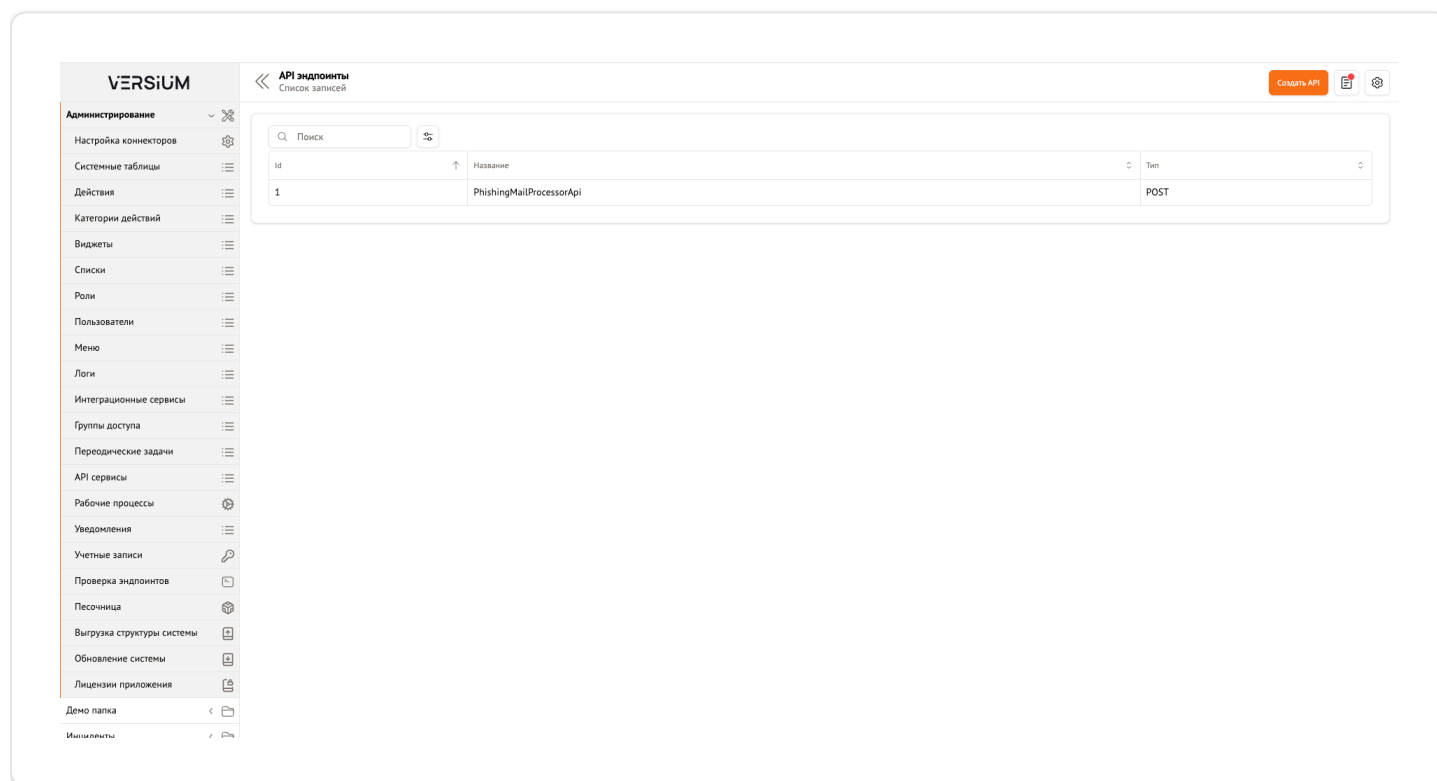 VERSIUM
API эндпоинты
Список записей
Создать API
Администрирование
Настройка коннекторов
Системные таблицы
Действия
Категории действий
Виджеты
Списки
Роли
Пользователи
Меню
Логи
Интеграционные сервисы
Группы доступа
Переодические задачи
API сервисы
Рабочие процессы
Уведомления
Учетные записи
Проверка эндпоинтов
Песочница
Выгрузка структуры системы
Обновление системы
Лицензии приложения
Демо папка
Инциденты
Поиск
Id Название Тип
1 PhishingMailProcessorApi POST